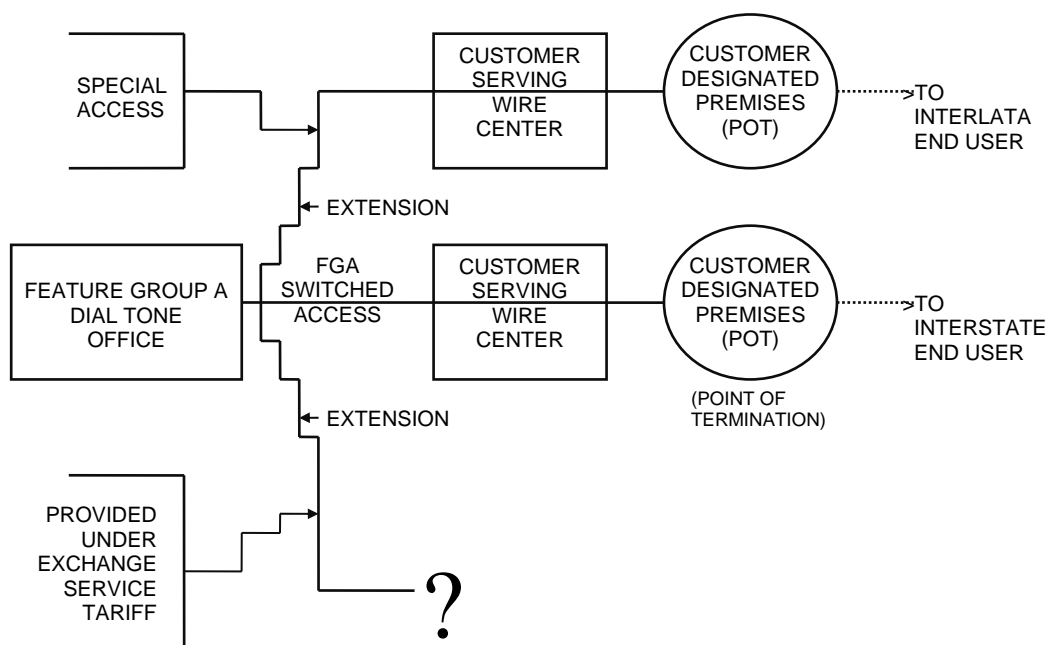 SPECIAL
ACCESS
CUSTOMER
SERVING
WIRE
CENTER
CUSTOMER
DESIGNATED
PREMISES
(POT)
>TO
INTERLATA
END USER
EXTENSION
FEATURE GROUP A
DIAL TONE
OFFICE
FGA
SWITCHED
ACCESS
CUSTOMER
SERVING
WIRE
CENTER
CUSTOMER
DESIGNATED
PREMISES
(POT)
>TO
INTERSTATE
END USER
(POINT OF
TERMINATION)
EXTENSION
PROVIDED
UNDER
EXCHANGE
SERVICE
TARIFF
?